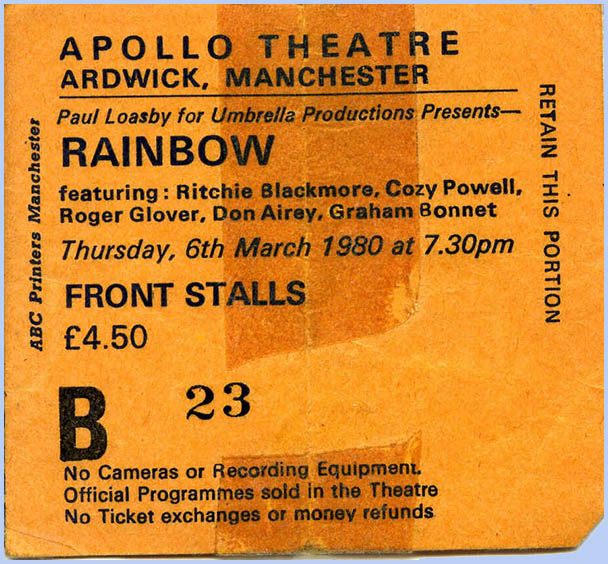 APOLLO THEATRE
ARDWICK, MANCHESTER
Paul Loasby for Umbrella Productions Presents—
RAINBOW
featuring: Ritchie Blackmore, Cozy Powell,
Roger Glover, Don Airey, Graham Bonnet
Thursday, 6th March 1980 at 7.30pm
FRONT STALLS
£4.50
B 23
No Cameras or Recording Equipment.
Official Programmes sold in the Theatre
No Ticket exchanges or money refunds
ABC Printers Manchester
RETAIN THIS PORTION